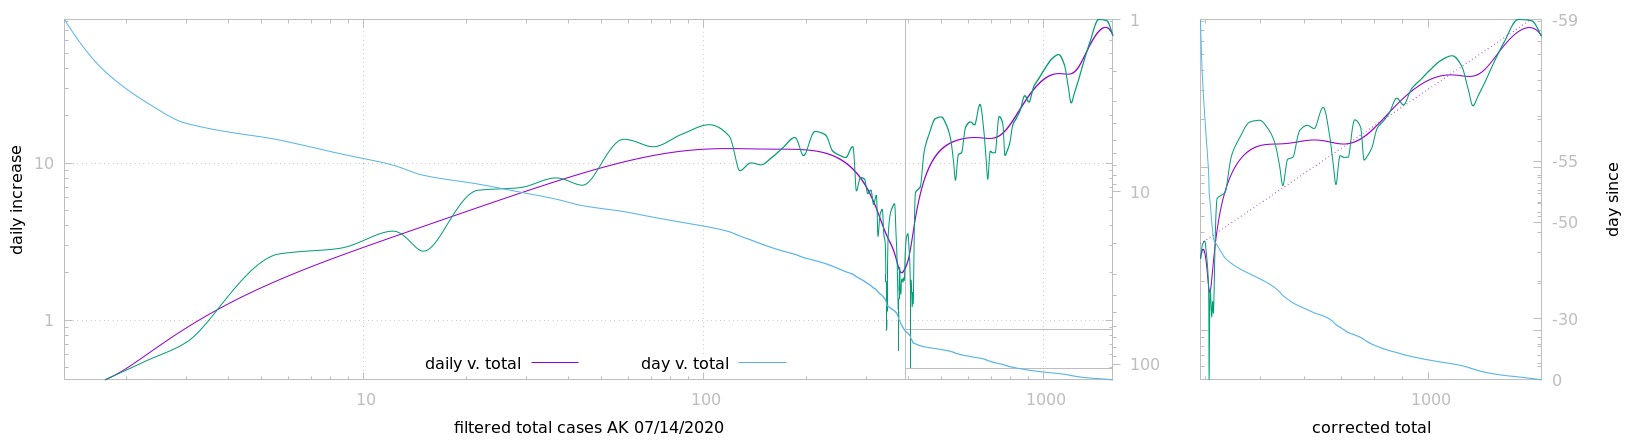 daily increase
10
1
daily v. total
day v. total
1
10
100
10
100
1000
filtered total cases AK 07/14/2020
-59
-55
-50
-30
0
day since
1000
corrected total